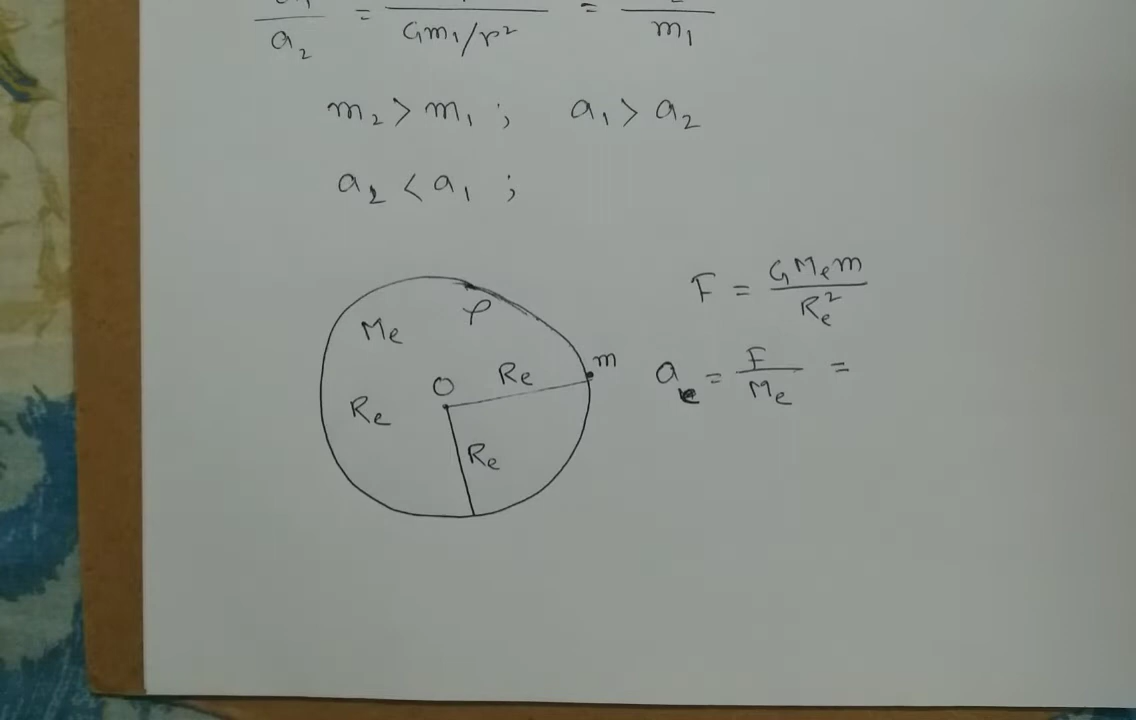 a₂ = Gm₁/r² = m₁
m₂ > m₁ ; a₁ > a₂
a₂ < a₁ ;
F = GMₑm / Rₑ²
ρ
Mₑ
m
O Rₑ
aₑ = F / Mₑ =
Rₑ
Rₑ